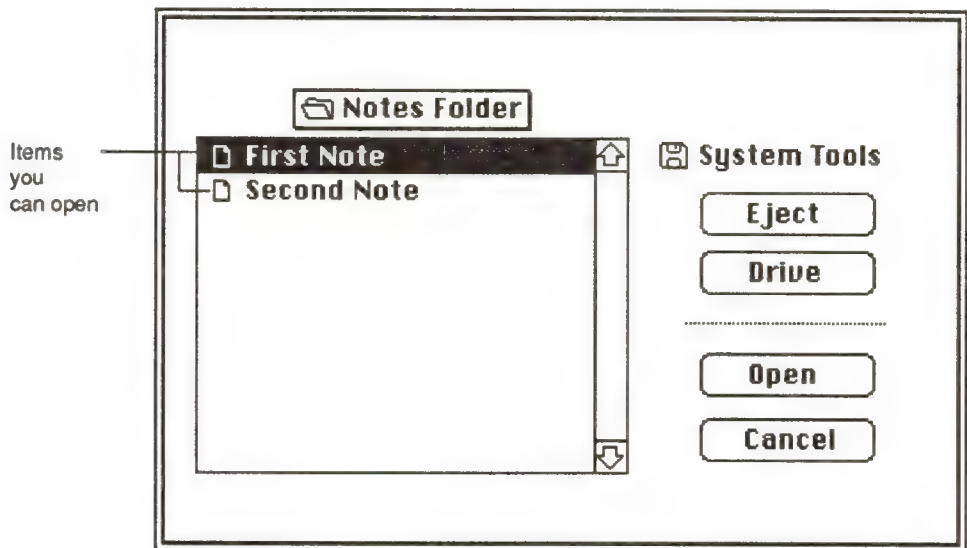 Notes Folder
Items
you
can open
First Note
Second Note
System Tools
Eject
Drive
Open
Cancel